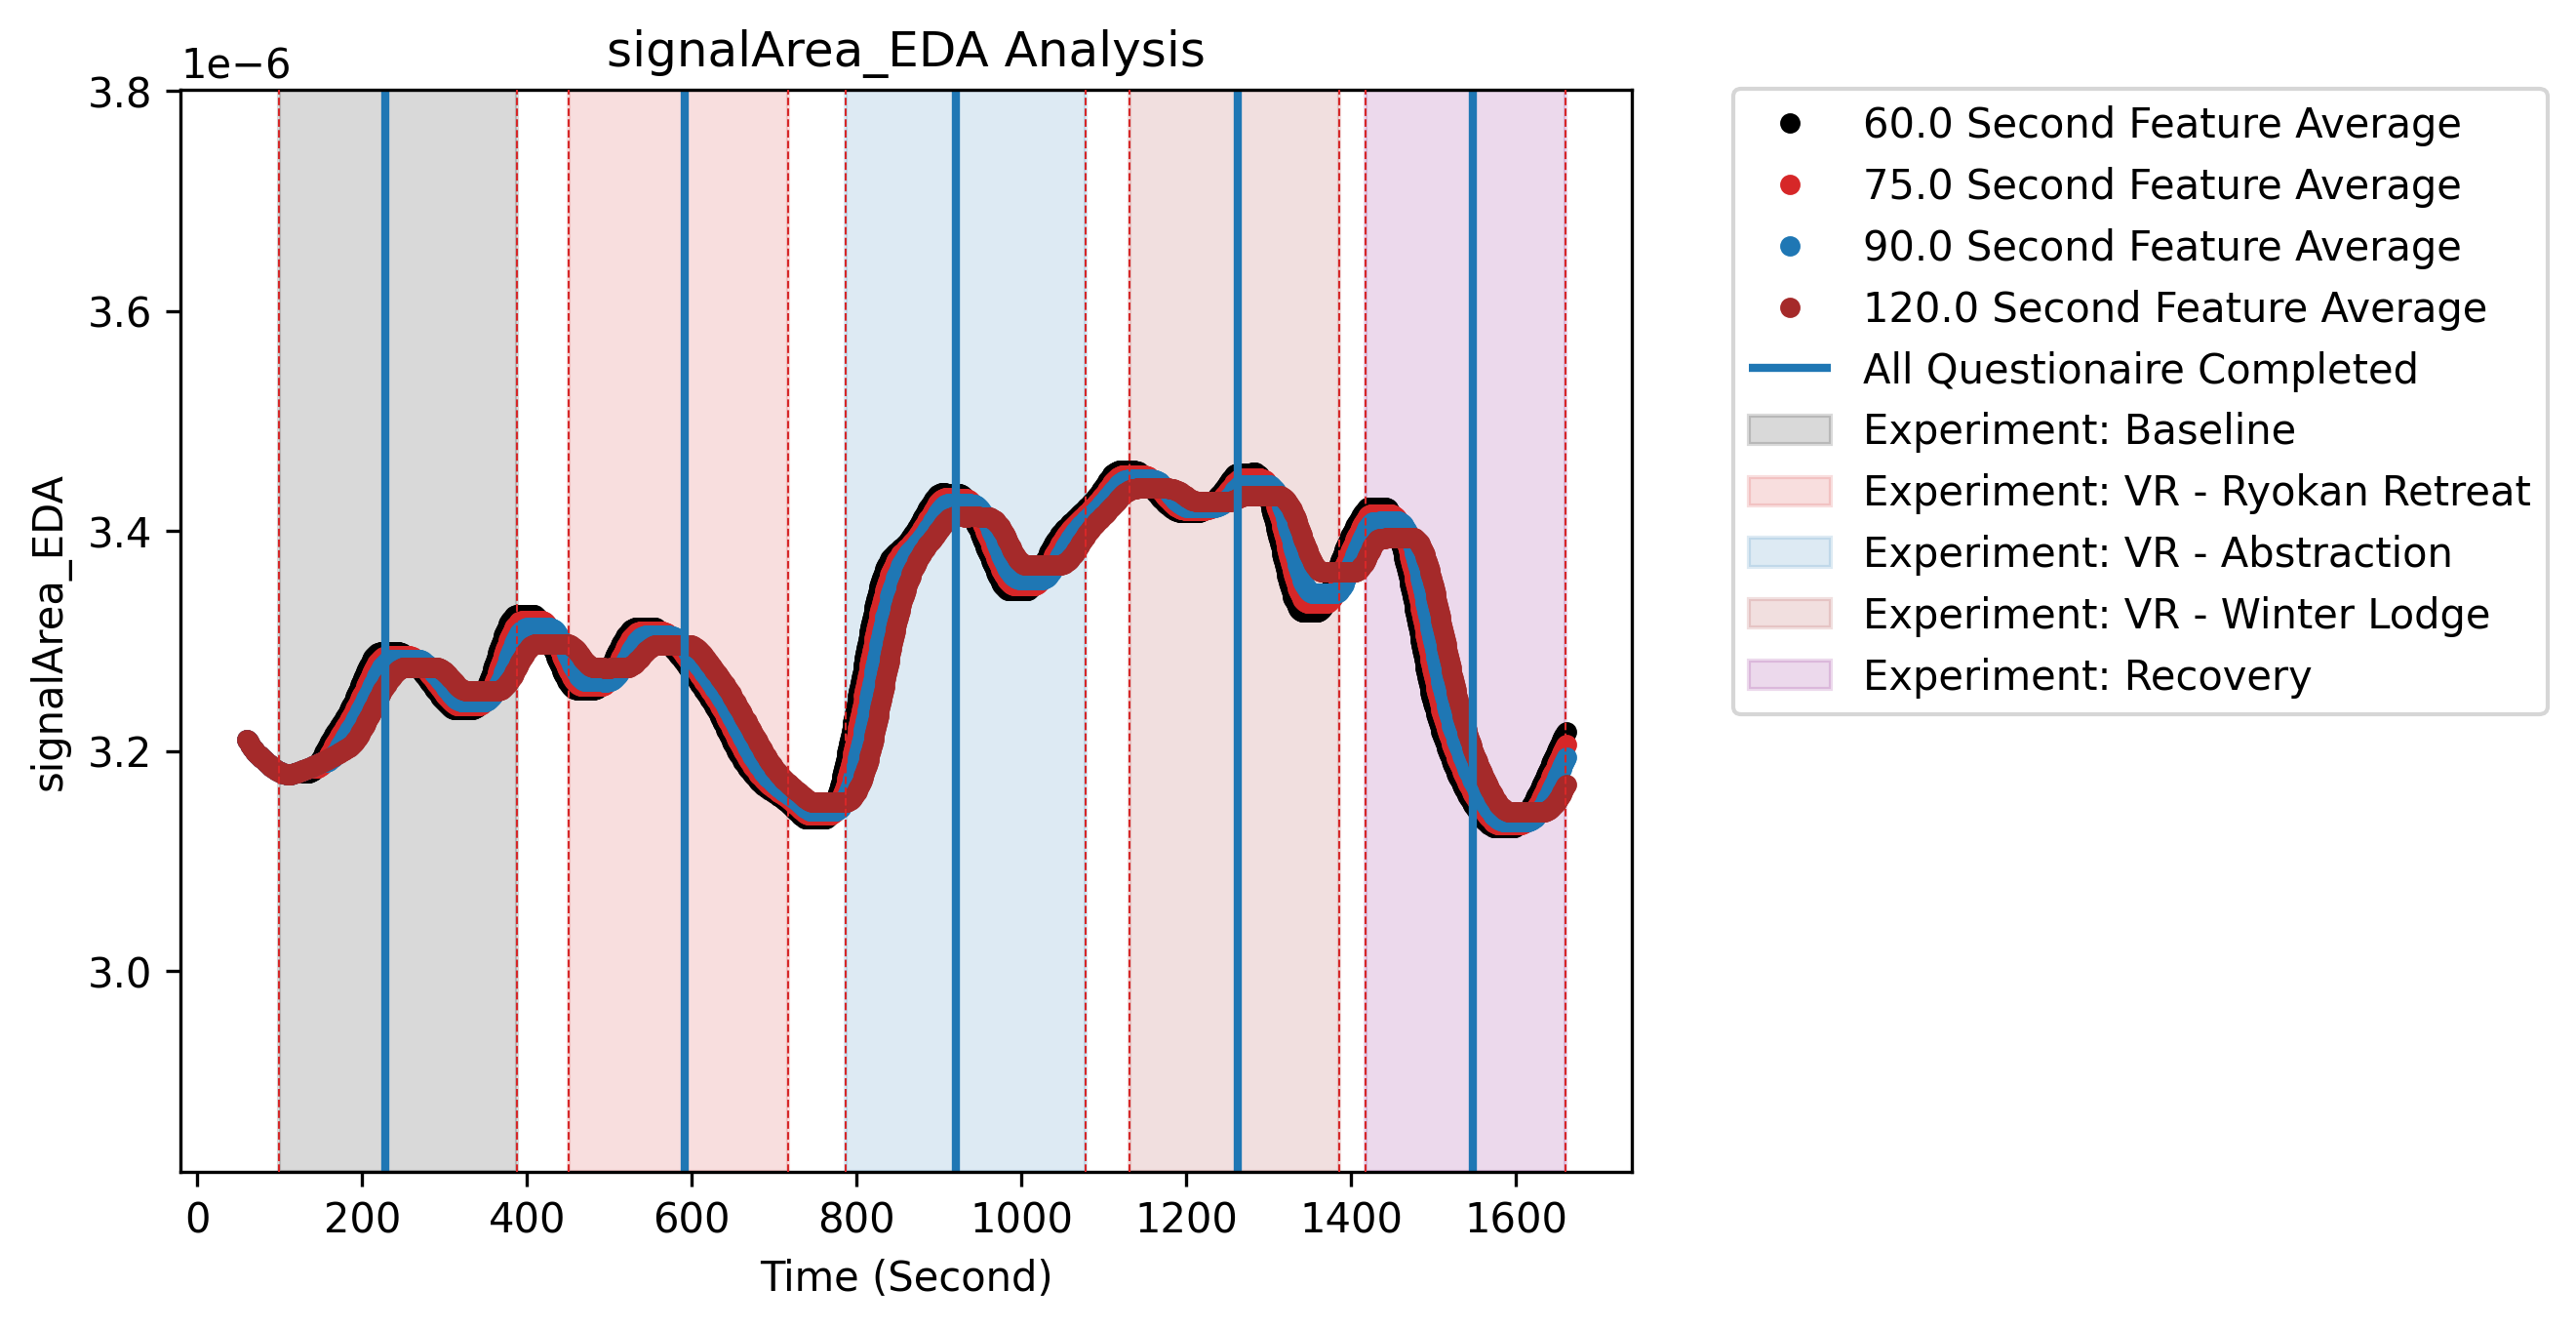 signalArea_EDA Analysis
1e−6
3.8
3.6
3.4
3.2
3.0
signalArea_EDA
0 200 400 600 800 1000 1200 1400 1600
Time (Second)
60.0 Second Feature Average
75.0 Second Feature Average
90.0 Second Feature Average
120.0 Second Feature Average
All Questionaire Completed
Experiment: Baseline
Experiment: VR - Ryokan Retreat
Experiment: VR - Abstraction
Experiment: VR - Winter Lodge
Experiment: Recovery